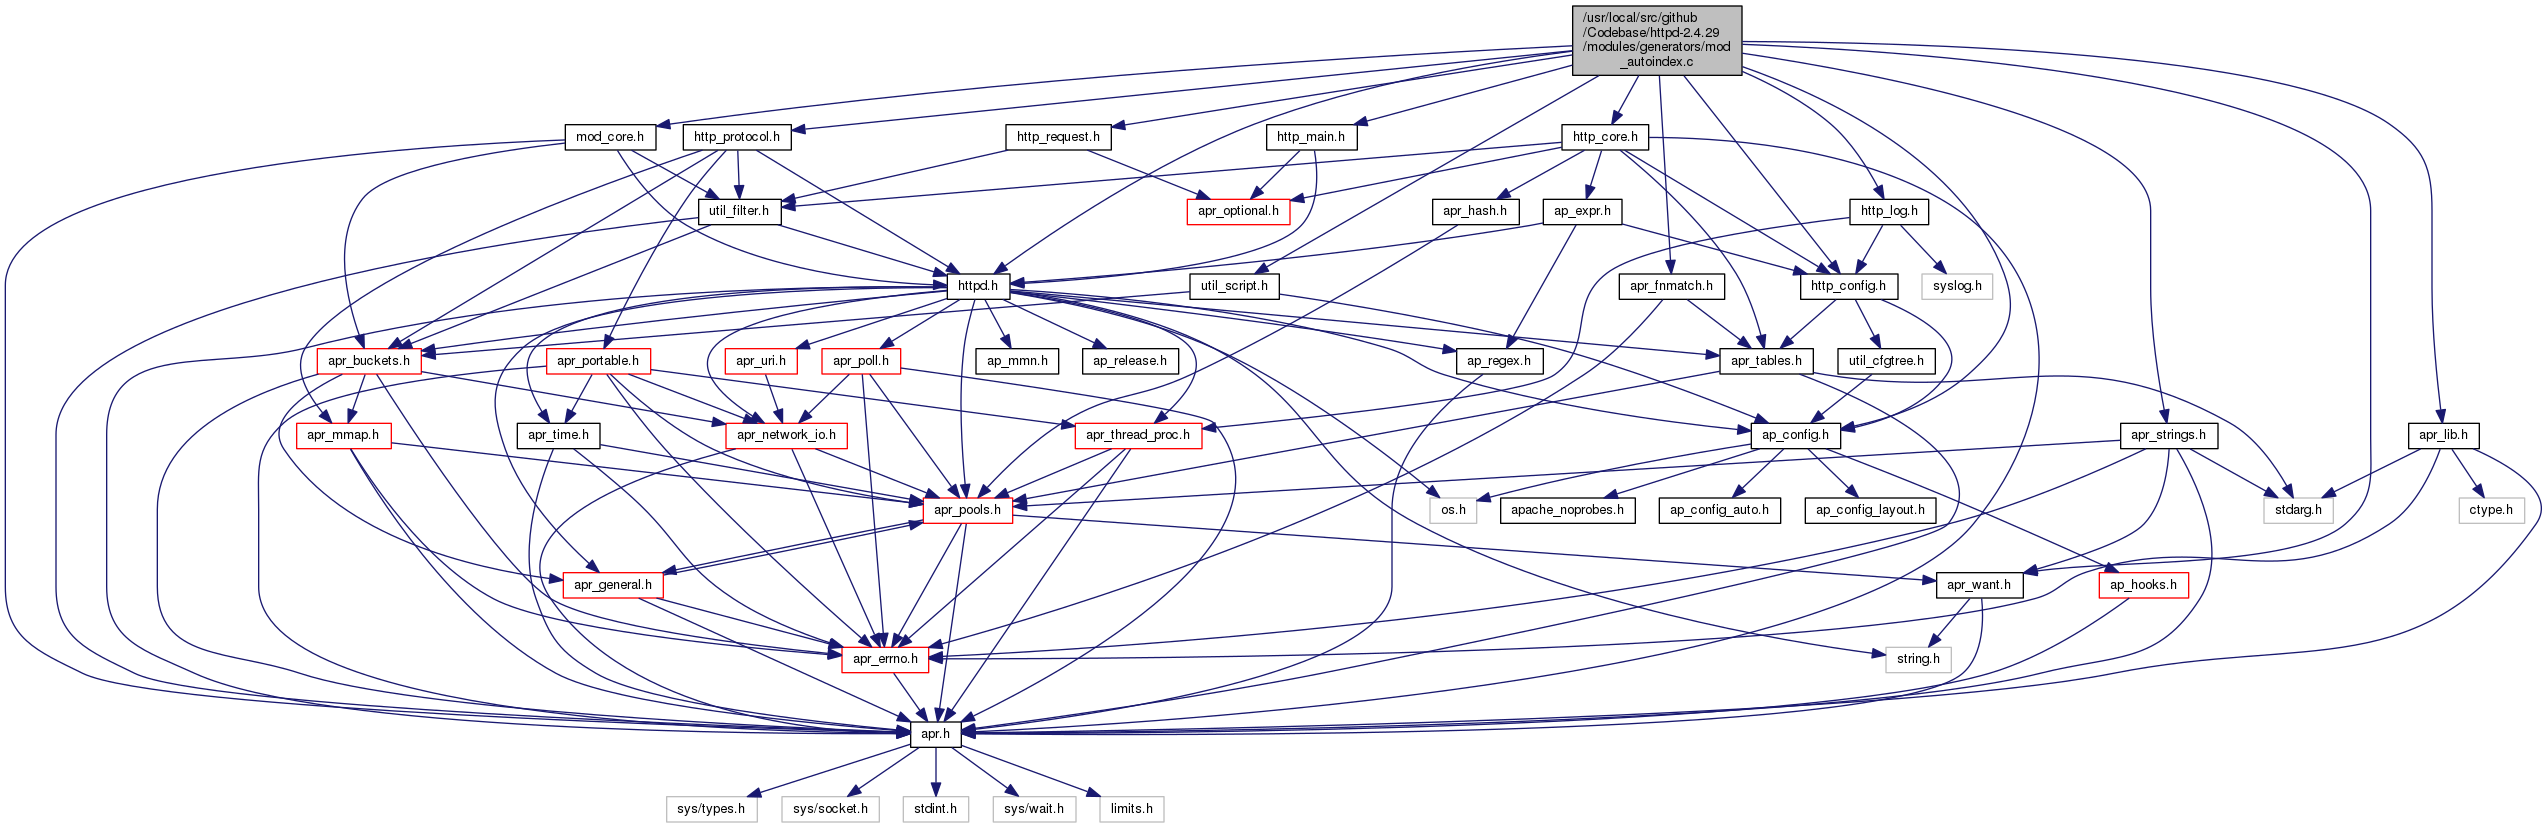 /usr/local/src/github
/Codebase/httpd-2.4.29
/modules/generators/mod
_autoindex.c
mod_core.h
http_protocol.h
http_request.h
http_main.h
http_core.h
util_filter.h
apr_optional.h
apr_hash.h
ap_expr.h
http_log.h
httpd.h
util_script.h
apr_fnmatch.h
http_config.h
syslog.h
apr_buckets.h
apr_portable.h
apr_uri.h
apr_poll.h
ap_mmn.h
ap_release.h
ap_regex.h
apr_tables.h
util_cfgtree.h
apr_mmap.h
apr_time.h
apr_network_io.h
apr_thread_proc.h
ap_config.h
apr_strings.h
apr_lib.h
apr_pools.h
os.h
apache_noprobes.h
ap_config_auto.h
ap_config_layout.h
stdarg.h
ctype.h
apr_general.h
apr_want.h
ap_hooks.h
apr_errno.h
string.h
apr.h
sys/types.h
sys/socket.h
stdint.h
sys/wait.h
limits.h